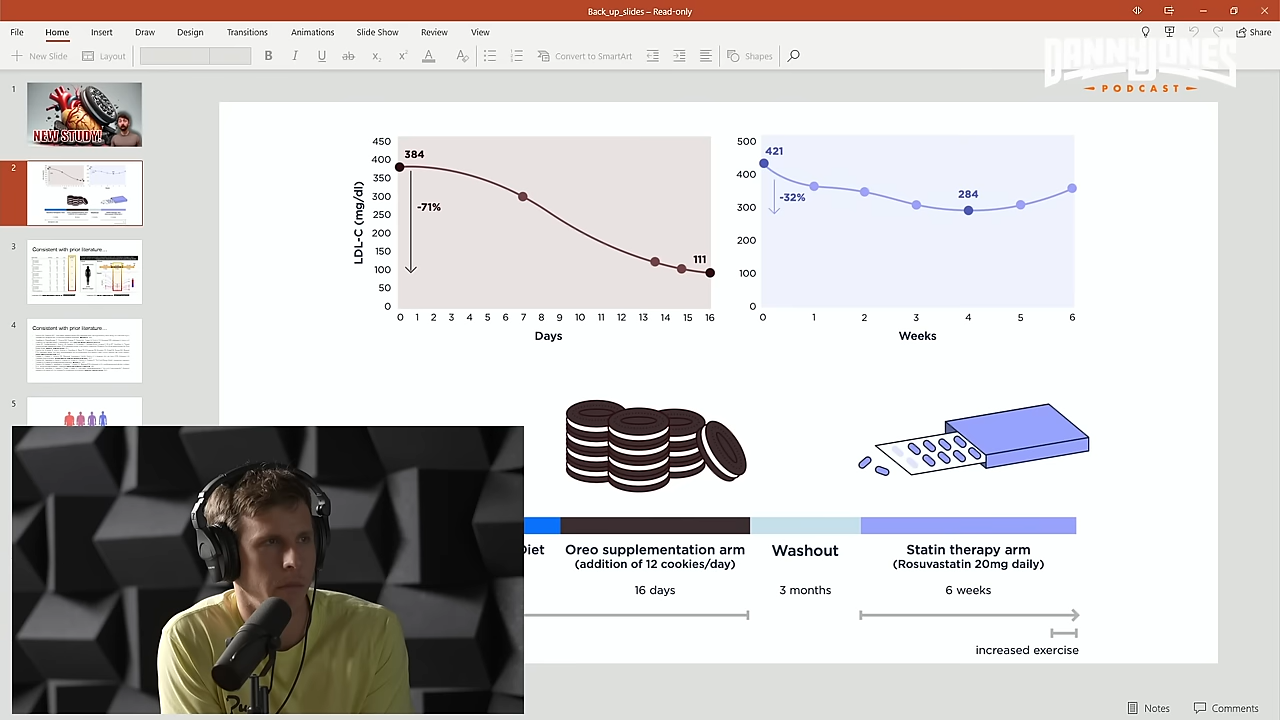 Back_up_slides – Read-only
File Home Insert Draw Design Transitions Animations Slide Show Review View
Share
New Slide Layout B I U ab X₂ X² A Convert to SmartArt Shapes
DANNY JONES
PODCAST
1
NEW STUDY!
2
3
Consistent with prior literature...
4
Consistent with prior literature...
5
LDL-C (mg/dl)
450
400
350
300
250
200
150
100
50
0
384
-71%
111
0 1 2 3 4 5 6 7 8 9 10 11 12 13 14 15 16
Days
500
400
300
200
100
0
421
-32%
284
0 1 2 3 4 5 6
Weeks
Diet
Oreo supplementation arm
(addition of 12 cookies/day)
16 days
Washout
3 months
Statin therapy arm
(Rosuvastatin 20mg daily)
6 weeks
increased exercise
Notes Comments